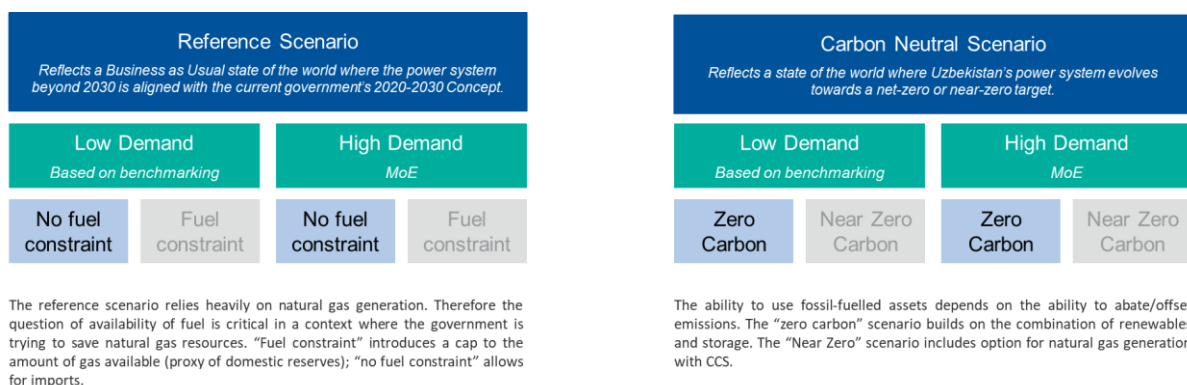 Reference Scenario
Reflects a Business as Usual state of the world where the power system
beyond 2030 is aligned with the current government's 2020-2030 Concept.
Low Demand
Based on benchmarking
High Demand
MoE
No fuel
constraint
Fuel
constraint
No fuel
constraint
Fuel
constraint
The reference scenario relies heavily on natural gas generation. Therefore the
question of availability of fuel is critical in a context where the government is
trying to save natural gas resources. “Fuel constraint” introduces a cap to the
amount of gas available (proxy of domestic reserves); “no fuel constraint” allows
for imports.
Carbon Neutral Scenario
Reflects a state of the world where Uzbekistan's power system evolves
towards a net-zero or near-zero target.
Low Demand
Based on benchmarking
High Demand
MoE
Zero
Carbon
Near Zero
Carbon
Zero
Carbon
Near Zero
Carbon
The ability to use fossil-fuelled assets depends on the ability to abate/offse
emissions. The “zero carbon” scenario builds on the combination of renewables
and storage. The “Near Zero” scenario includes option for natural gas generation
with CCS.